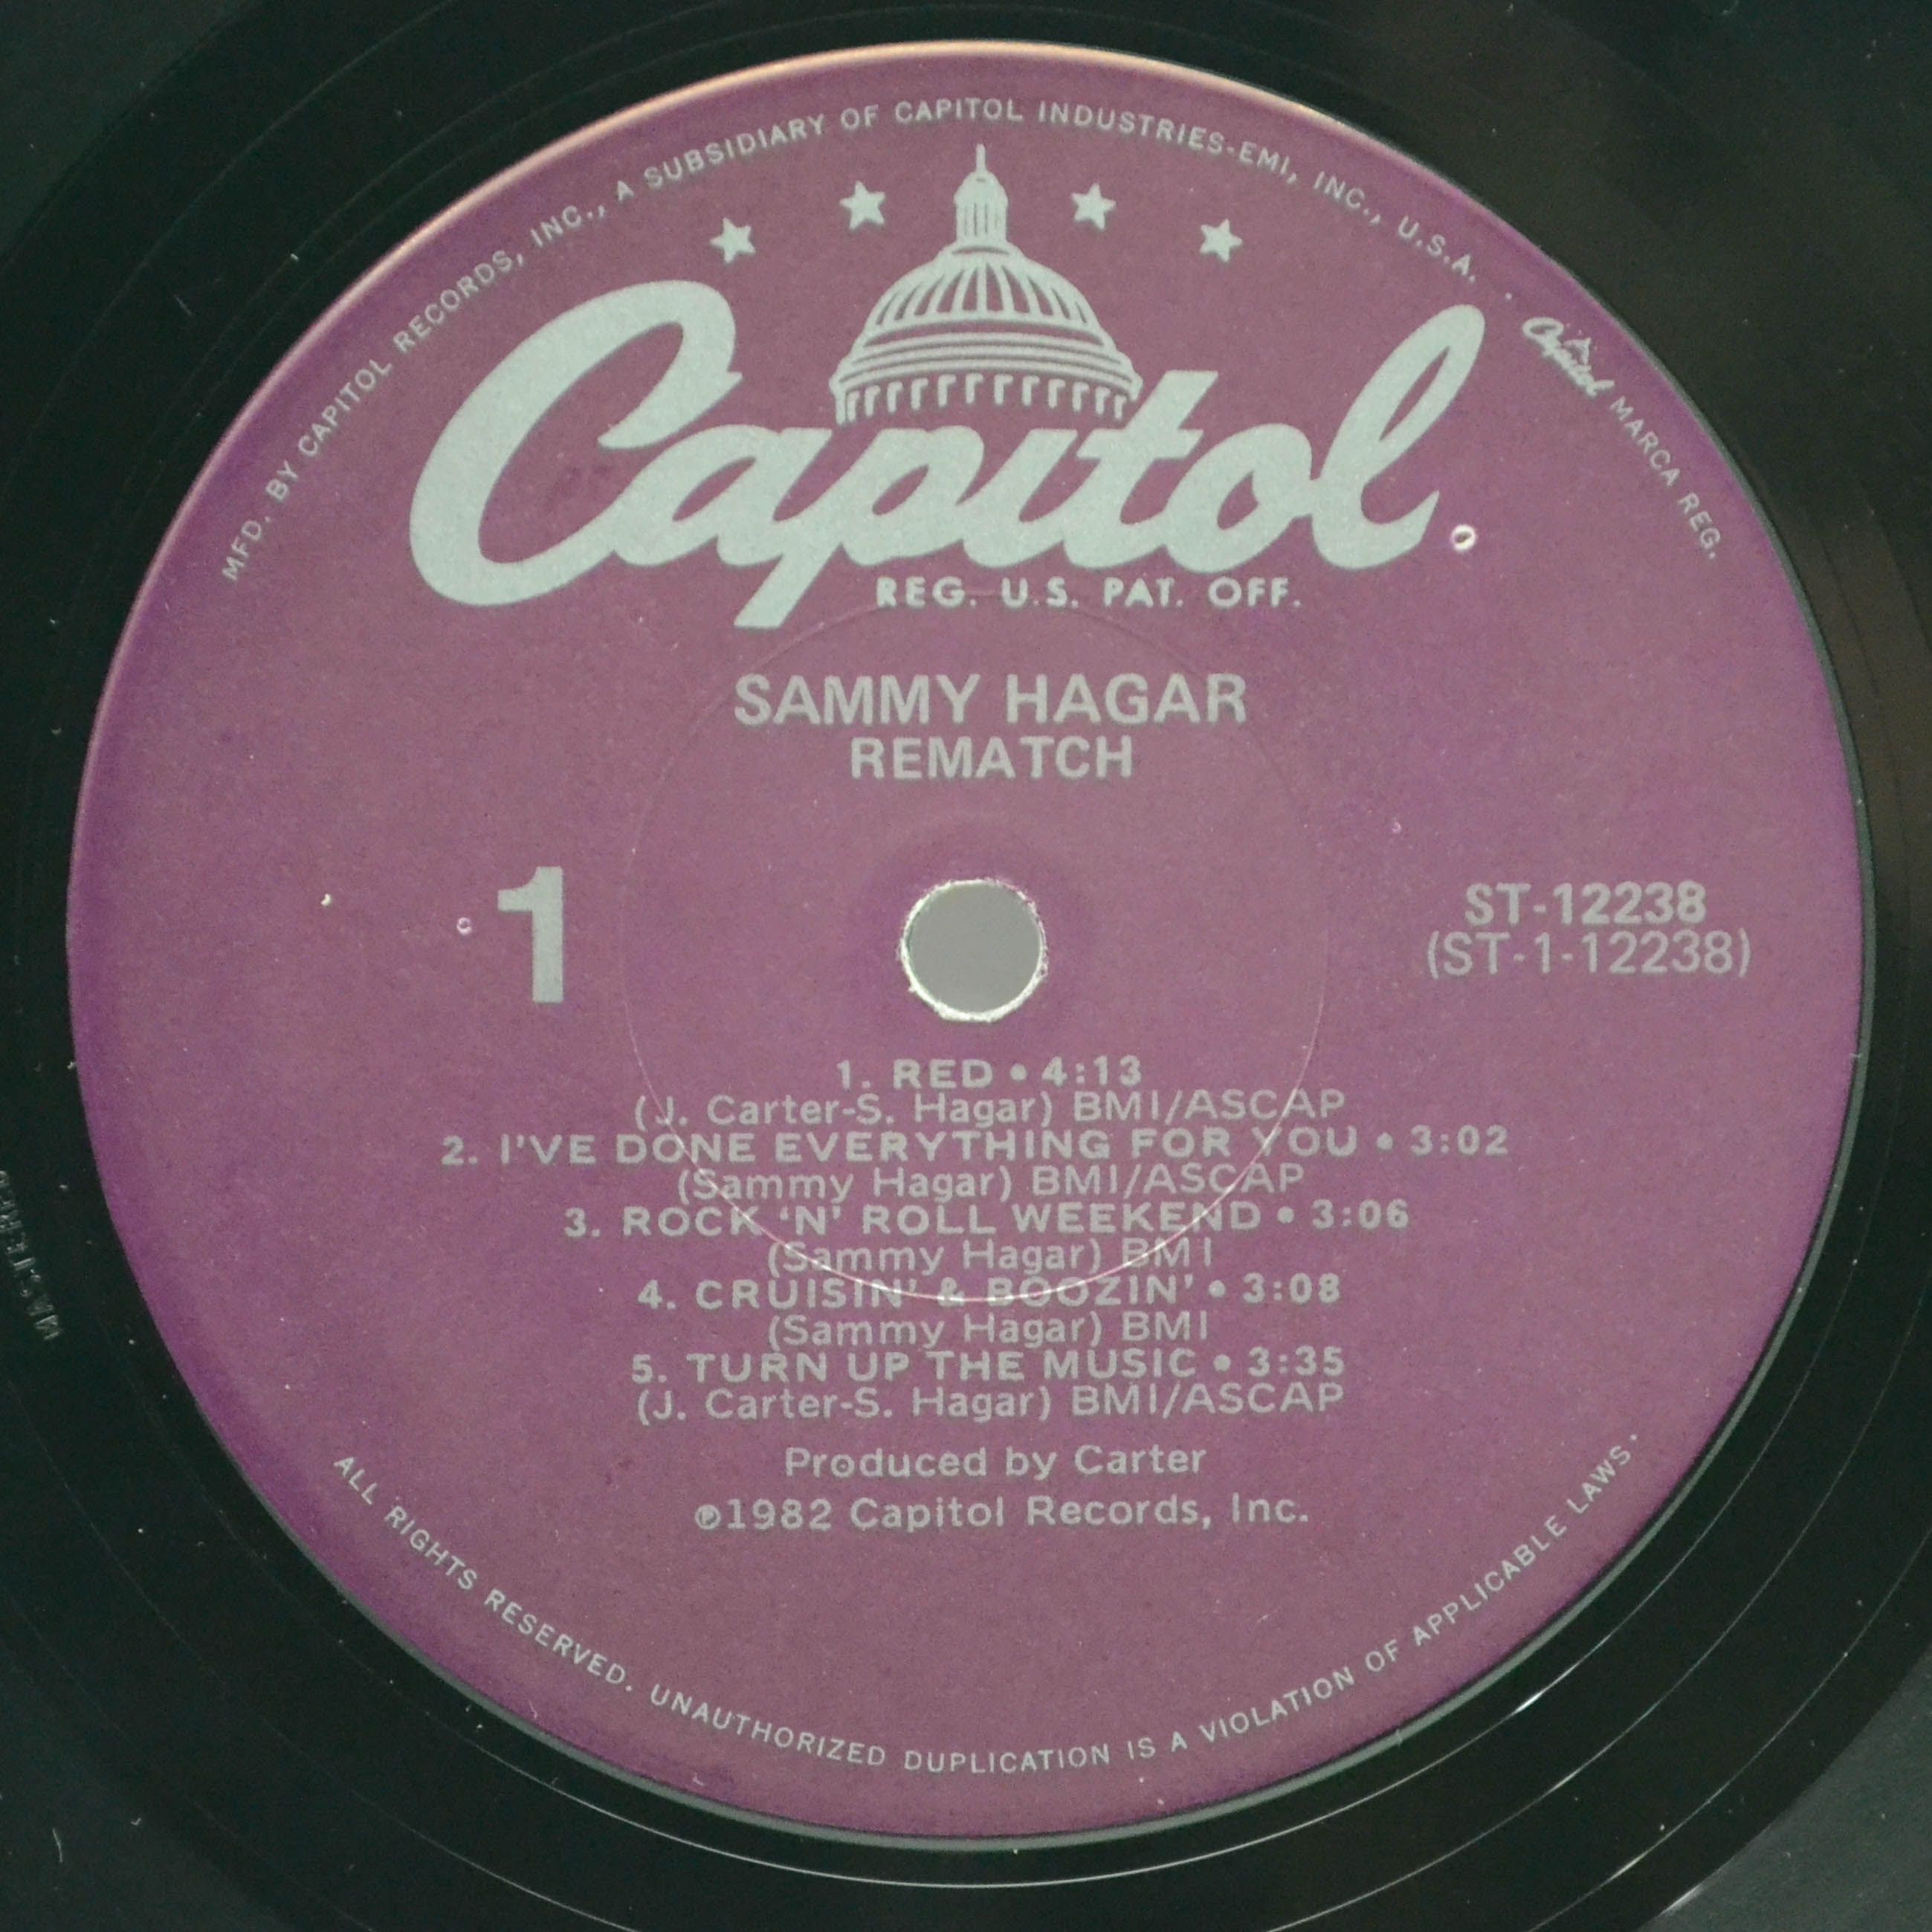 MFD. BY CAPITOL RECORDS, INC., A SUBSIDIARY OF CAPITOL INDUSTRIES-EMI, INC., U.S.A. · Capitol MARCA REG.
Capitol
REG. U.S. PAT. OFF.
SAMMY HAGAR
REMATCH
1
ST-12238
(ST-1-12238)
1. RED • 4:13
(J. Carter-S. Hagar) BMI/ASCAP
2. I'VE DONE EVERYTHING FOR YOU • 3:02
(Sammy Hagar) BMI/ASCAP
3. ROCK 'N' ROLL WEEKEND • 3:06
(Sammy Hagar) BMI
4. CRUISIN' & BOOZIN' • 3:08
(Sammy Hagar) BMI
5. TURN UP THE MUSIC • 3:35
(J. Carter-S. Hagar) BMI/ASCAP
Produced by Carter
℗1982 Capitol Records, Inc.
ALL RIGHTS RESERVED. UNAUTHORIZED DUPLICATION IS A VIOLATION OF APPLICABLE LAWS.